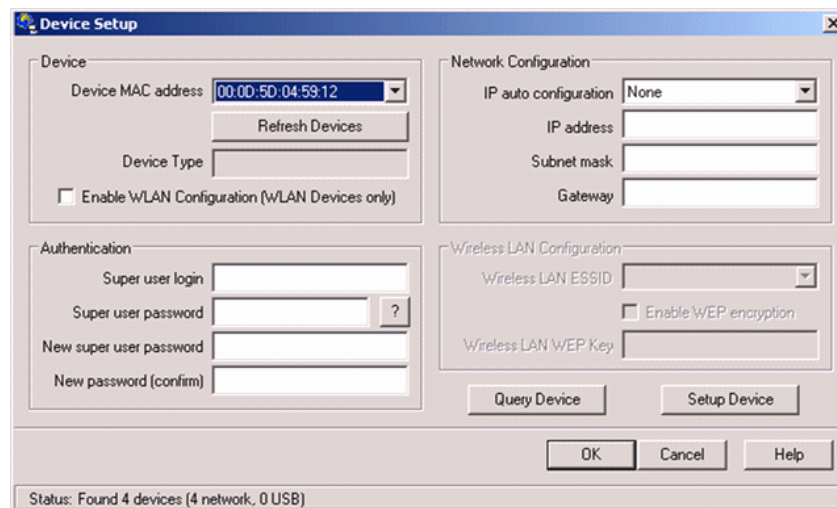 Device Setup
Device
Device MAC address 00:0D:5D:04:59:12
Refresh Devices
Device Type
Enable WLAN Configuration (WLAN Devices only)
Network Configuration
IP auto configuration None
IP address
Subnet mask
Gateway
Authentication
Super user login
Super user password ?
New super user password
New password (confirm)
Wireless LAN Configuration
Wireless LAN ESSID
Enable WEP encryption
Wireless LAN WEP Key
Query Device Setup Device
OK Cancel Help
Status: Found 4 devices (4 network, 0 USB)